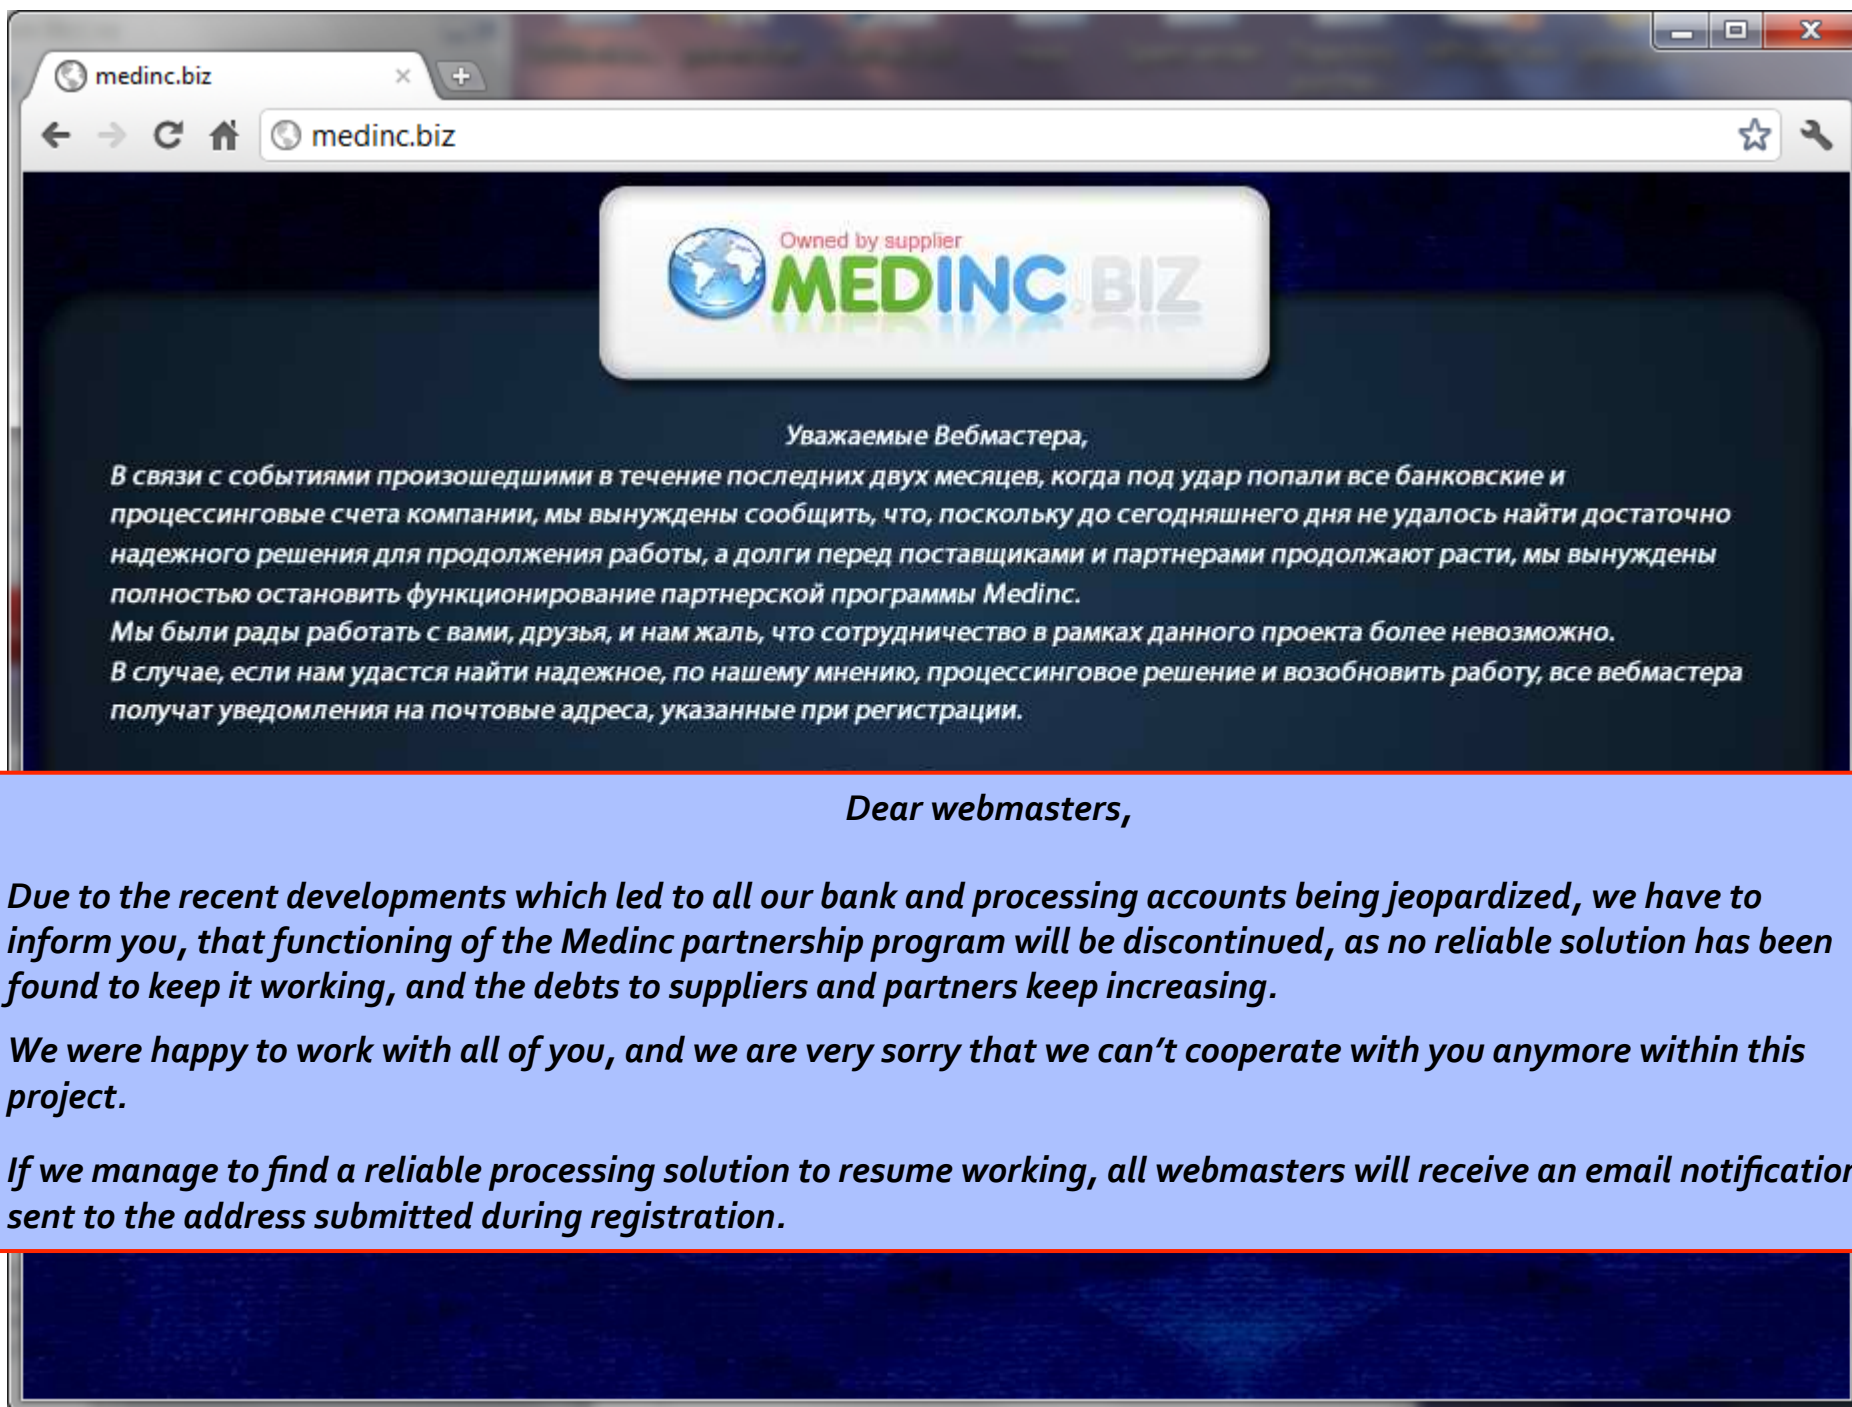 medinc.biz
medinc.biz
Owned by supplier
MEDINC.BIZ
Уважаемые Вебмастера,
В связи с событиями произошедшими в течение последних двух месяцев, когда под удар попали все банковские и
процессинговые счета компании, мы вынуждены сообщить, что, поскольку до сегодняшнего дня не удалось найти достаточно
надежного решения для продолжения работы, а долги перед поставщиками и партнерами продолжают расти, мы вынуждены
полностью остановить функционирование партнерской программы Medinc.
Мы были рады работать с вами, друзья, и нам жаль, что сотрудничество в рамках данного проекта более невозможно.
В случае, если нам удастся найти надежное, по нашему мнению, процессинговое решение и возобновить работу, все вебмастера
получат уведомления на почтовые адреса, указанные при регистрации.
Dear webmasters,
Due to the recent developments which led to all our bank and processing accounts being jeopardized, we have to
inform you, that functioning of the Medinc partnership program will be discontinued, as no reliable solution has been
found to keep it working, and the debts to suppliers and partners keep increasing.
We were happy to work with all of you, and we are very sorry that we can't cooperate with you anymore within this
project.
If we manage to find a reliable processing solution to resume working, all webmasters will receive an email notification
sent to the address submitted during registration.